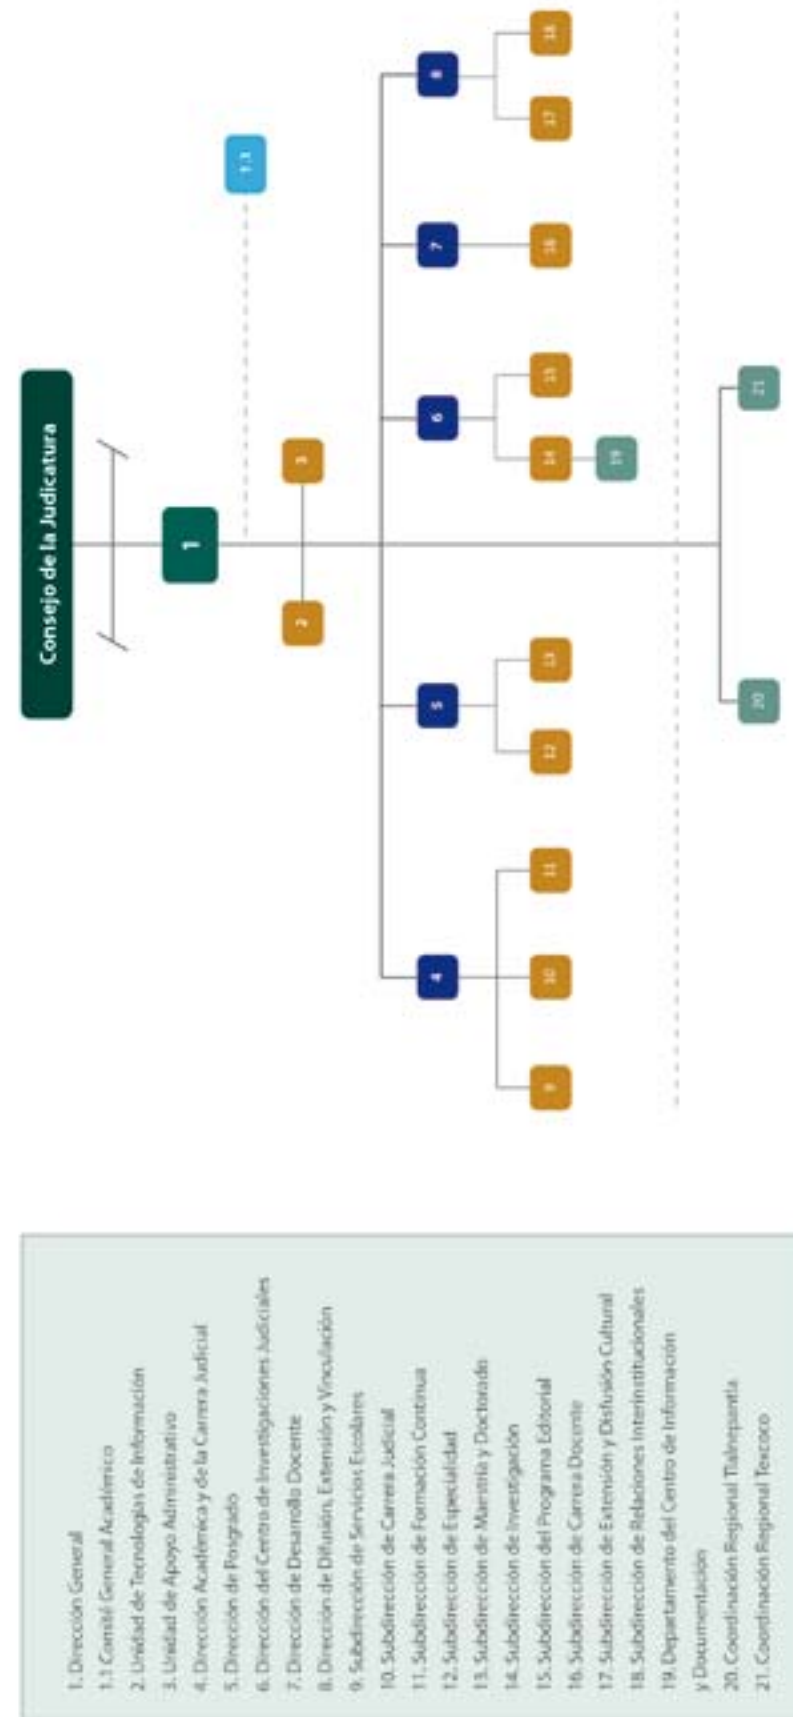 Consejo de la Judicatura
1
1.1
2
3
4
5
6
7
8
9
10
11
12
13
14
15
16
17
18
19
20
21
1. Dirección General
1.1 Comité General Académico
2. Unidad de Tecnologías de Información
3. Unidad de Apoyo Administrativo
4. Dirección Académica y de la Carrera Judicial
5. Dirección de Posgrado
6. Dirección del Centro de Investigaciones Judiciales
7. Dirección de Desarrollo Docente
8. Dirección de Difusión, Extensión y Vinculación
9. Subdirección de Servicios Escolares
10. Subdirección de Carrera Judicial
11. Subdirección de Formación Continua
12. Subdirección de Especialidad
13. Subdirección de Maestría y Doctorado
14. Subdirección de Investigación
15. Subdirección del Programa Editorial
16. Subdirección de Carrera Docente
17. Subdirección de Extensión y Disfusión Cultural
18. Subdirección de Relaciones Interinstitucionales
19. Departamento del Centro de Información
y Documentación
20. Coordinación Regional Tlalnepantla
21. Coordinación Regional Texcoco